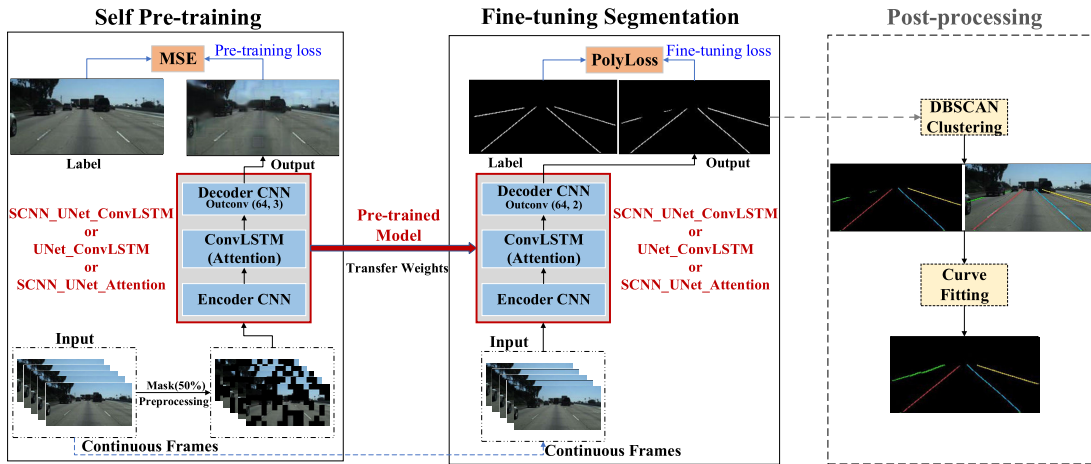 Self Pre-training
MSE
Pre-training loss
Label
Output
Decoder CNN
Outconv (64, 3)
ConvLSTM
(Attention)
Encoder CNN
SCNN_UNet_ConvLSTM
or
UNet_ConvLSTM
or
SCNN_UNet_Attention
Input
Mask(50%)
Preprocessing
Continuous Frames
Pre-trained
Model
Transfer Weights
Fine-tuning Segmentation
PolyLoss
Fine-tuning loss
Label
Output
Decoder CNN
Outconv (64, 2)
ConvLSTM
(Attention)
Encoder CNN
SCNN_UNet_ConvLSTM
or
UNet_ConvLSTM
or
SCNN_UNet_Attention
Input
Continuous Frames
Post-processing
DBSCAN
Clustering
Curve
Fitting